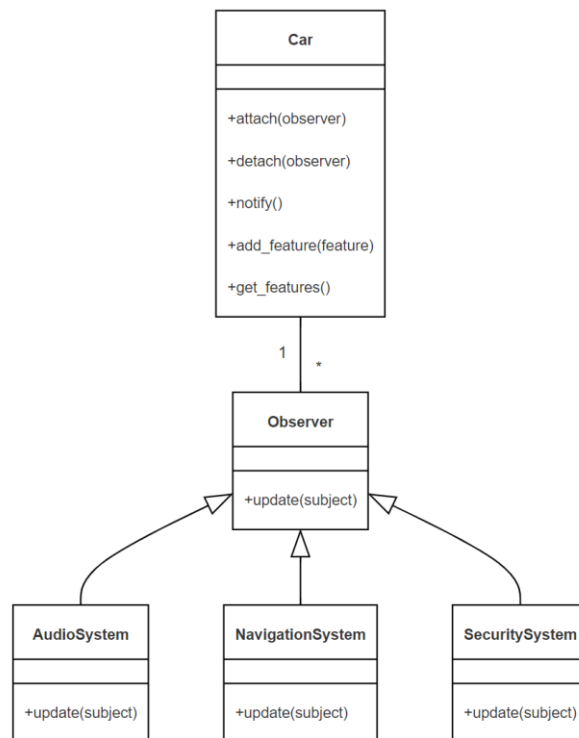 Car
+attach(observer)
+detach(observer)
+notify()
+add_feature(feature)
+get_features()
1
*
Observer
+update(subject)
AudioSystem
NavigationSystem
SecuritySystem
+update(subject)
+update(subject)
+update(subject)